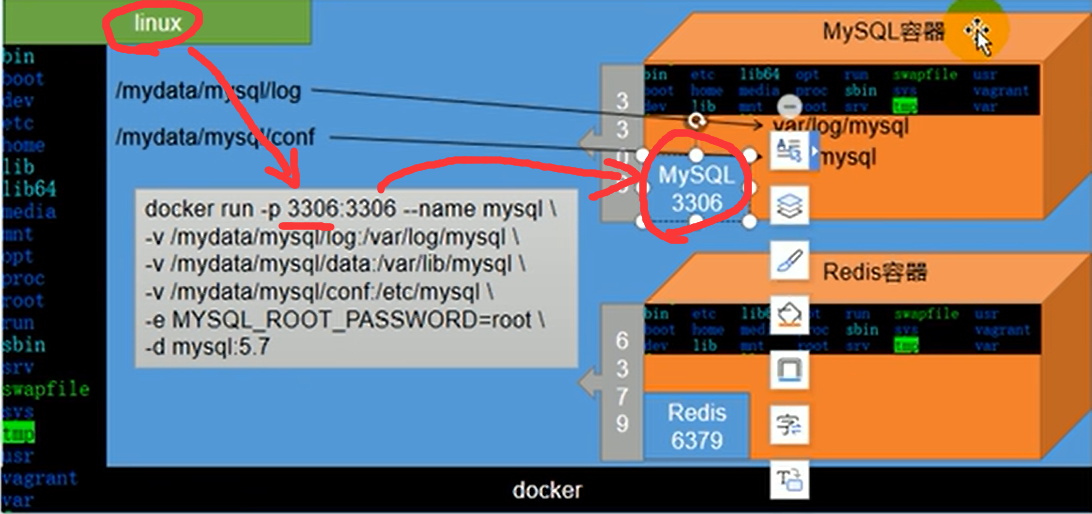 linux
MySQL容器
bin
boot
dev
etc
home
lib
lib64
media
mnt
opt
proc
root
run
sbin
srv
swapfile
sys
tmp
usr
vagrant
var
/mydata/mysql/log
/mydata/mysql/conf
bin etc lib64 opt run swapfile usr
boot home media proc sbin sys vagrant
dev lib mnt root srv tmp var
var/log/mysql
mysql
3
3
0
MySQL
3306
docker run -p 3306:3306 --name mysql \
-v /mydata/mysql/log:/var/log/mysql \
-v /mydata/mysql/data:/var/lib/mysql \
-v /mydata/mysql/conf:/etc/mysql \
-e MYSQL_ROOT_PASSWORD=root \
-d mysql:5.7
Redis容器
bin etc opt run swapfile usr
boot home media proc sbin sys vagrant
dev lib mnt root srv tmp var
6
3
7
9
Redis
6379
字
docker